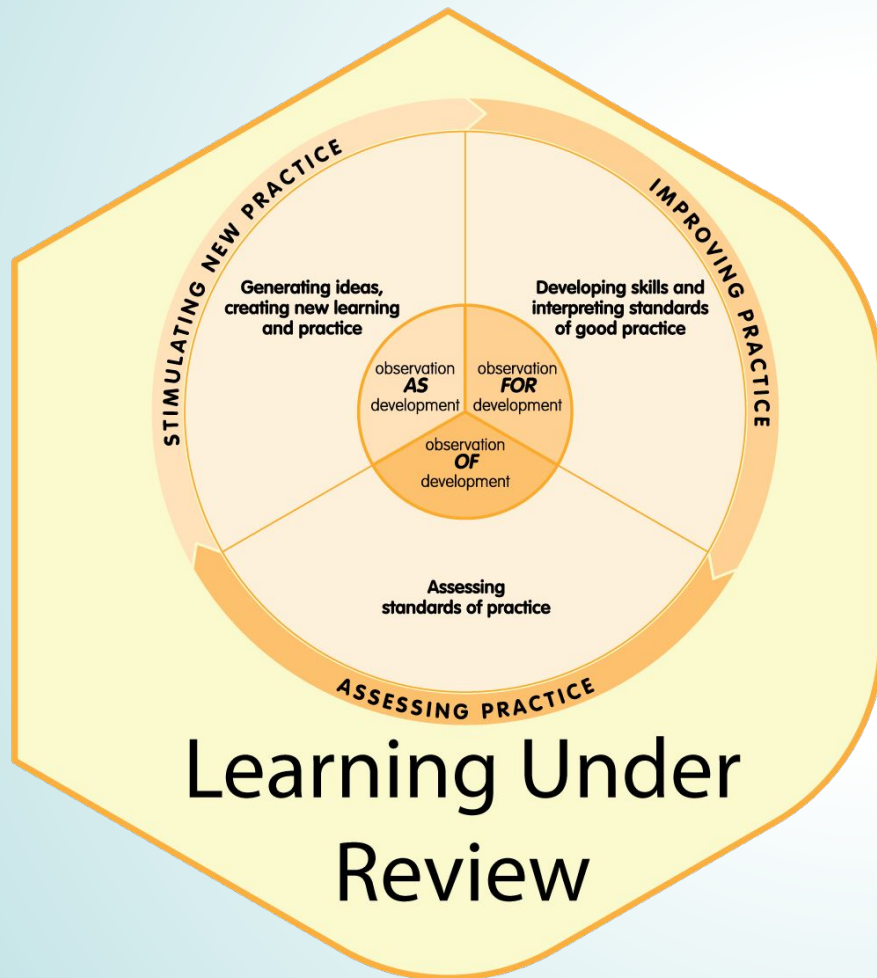 STIMULATING NEW PRACTICE
IMPROVING PRACTICE
Generating ideas,
creating new learning
and practice
Developing skills and
interpreting standards
of good practice
observation
AS
development
observation
FOR
development
observation
OF
development
Assessing
standards of practice
ASSESSING PRACTICE
Learning Under
Review